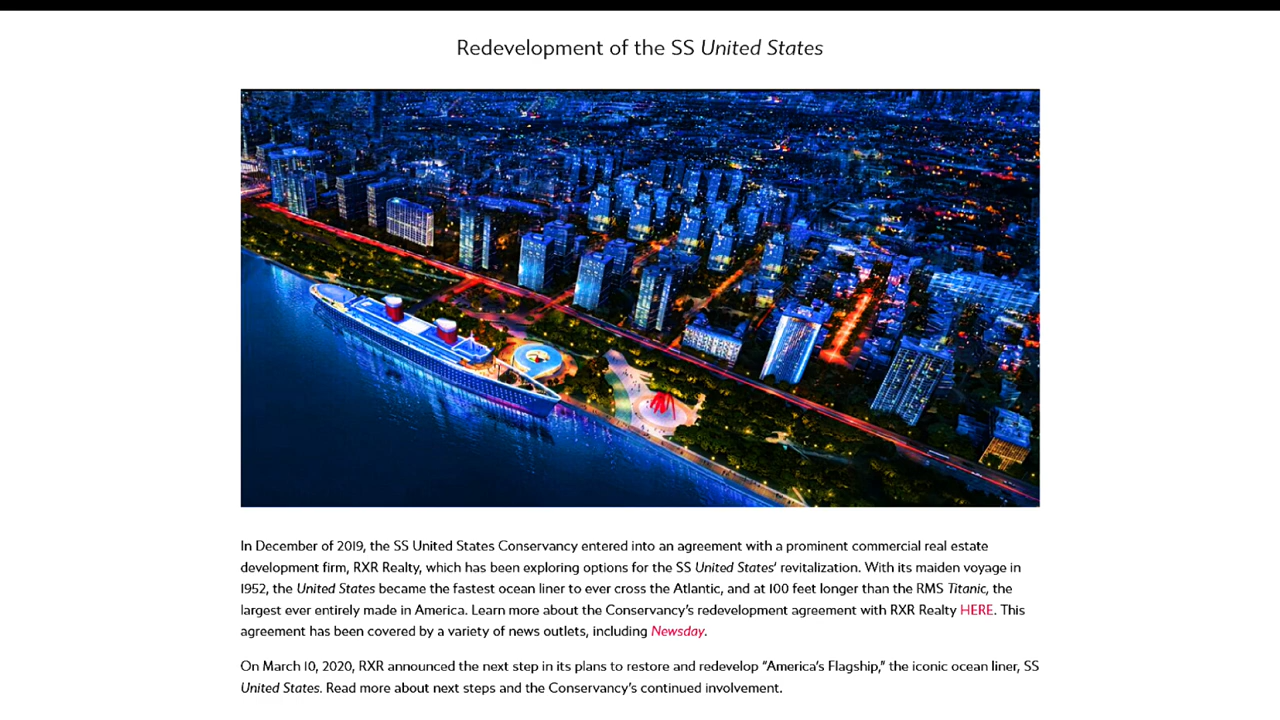 Redevelopment of the SS United States
In December of 2019, the SS United States Conservancy entered into an agreement with a prominent commercial real estate
development firm, RXR Realty, which has been exploring options for the SS United States' revitalization. With its maiden voyage in
1952, the United States became the fastest ocean liner to ever cross the Atlantic, and at 100 feet longer than the RMS Titanic, the
largest ever entirely made in America. Learn more about the Conservancy's redevelopment agreement with RXR Realty HERE. This
agreement has been covered by a variety of news outlets, including Newsday.
On March 10, 2020, RXR announced the next step in its plans to restore and redevelop “America's Flagship,” the iconic ocean liner, SS
United States. Read more about next steps and the Conservancy's continued involvement.